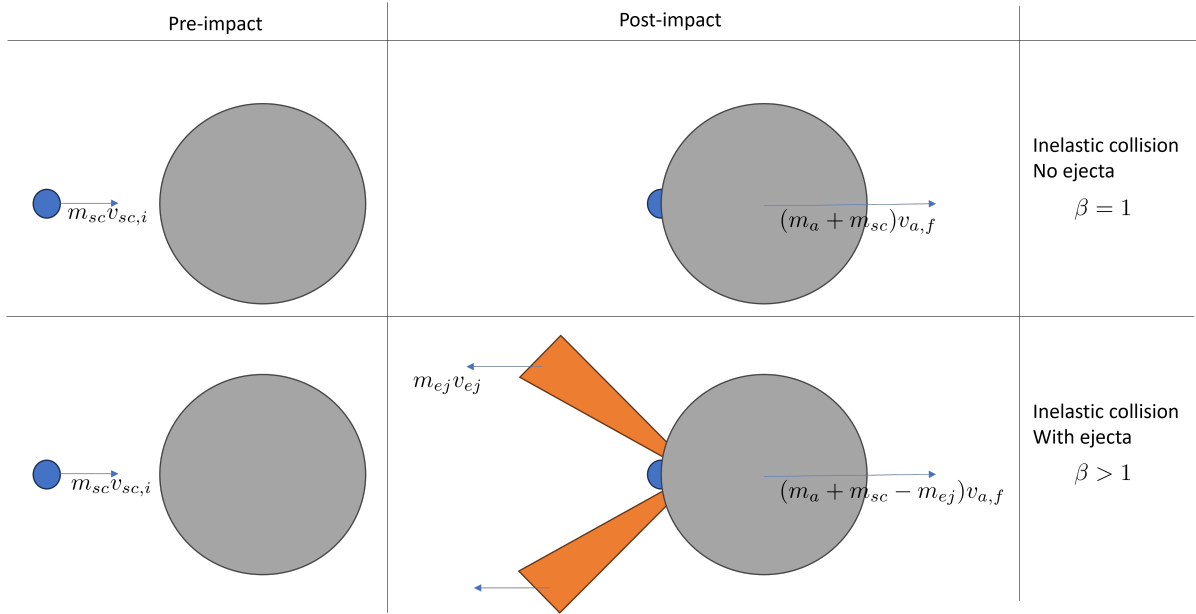 Pre-impact
Post-impact
m_{sc}v_{sc,i}
(m_a + m_{sc})v_{a,f}
Inelastic collision
No ejecta
β = 1
m_{ej}v_{ej}
m_{sc}v_{sc,i}
(m_a + m_{sc} − m_{ej})v_{a,f}
Inelastic collision
With ejecta
β > 1